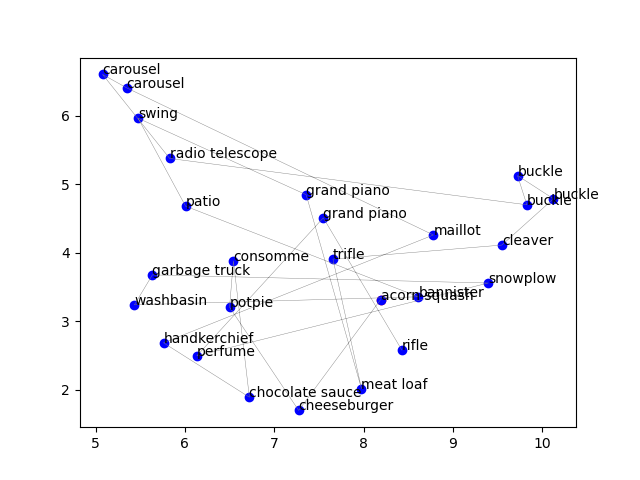 carousel
carousel
swing
radio telescope
patio
grand piano
grand piano
buckle
buckle
buckle
maillot
cleaver
trifle
consomme
garbage truck
snowplow
washbasin
potpie
acorn squash
bannister
handkerchief
perfume
rifle
chocolate sauce
meat loaf
cheeseburger
6
5
4
3
2
5 6 7 8 9 10